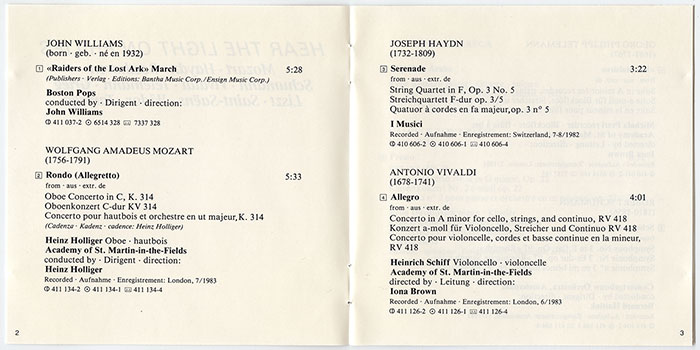 JOHN WILLIAMS
(born · geb. · né en 1932)
1 «Raiders of the Lost Ark» March 5:28
(Publishers · Verlag · Editions: Bantha Music Corp./Ensign Music Corp.)
Boston Pops
conducted by · Dirigent · direction:
John Williams
411 037-2 6514 328 7337 328
WOLFGANG AMADEUS MOZART
(1756-1791)
2 Rondo (Allegretto) 5:33
from · aus · extr. de
Oboe Concerto in C, K. 314
Oboenkonzert C-dur KV 314
Concerto pour hautbois et orchestre en ut majeur, K. 314
(Cadenza · Kadenz · cadence: Heinz Holliger)
Heinz Holliger Oboe · hautbois
Academy of St. Martin-in-the-Fields
conducted by · Dirigent · direction:
Heinz Holliger
Recorded · Aufnahme · Enregistrement: London, 7/1983
411 134-2 411 134-1 411 134-4
2
JOSEPH HAYDN
(1732-1809)
3 Serenade 3:22
from · aus · extr. de
String Quartet in F, Op. 3 No. 5
Streichquartett F-dur op. 3/5
Quatuor à cordes en fa majeur, op. 3 n° 5
I Musici
Recorded · Aufnahme · Enregistrement: Switzerland, 7-8/1982
410 606-2 410 606-1 410 606-4
ANTONIO VIVALDI
(1678-1741)
4 Allegro 4:01
from · aus · extr. de
Concerto in A minor for cello, strings, and continuo, RV 418
Konzert a-moll für Violoncello, Streicher und Continuo RV 418
Concerto pour violoncelle, cordes et basse continue en la mineur,
RV 418
Heinrich Schiff Violoncello · violoncelle
Academy of St. Martin-in-the-Fields
directed by · Leitung · direction:
Iona Brown
Recorded · Aufnahme · Enregistrement: London, 6/1983
411 126-2 411 126-1 411 126-4
3